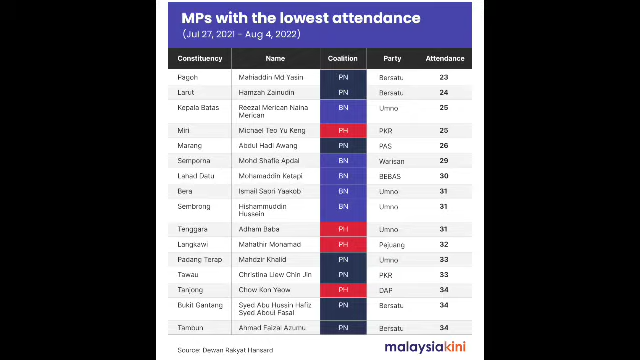 MPs with the lowest attendance
(Jul 27, 2021 - Aug 4, 2022)
Constituency Name Coalition Party Attendance
Pagoh Mahiaddin Md Yasin PN Bersatu 23
Larut Hamzah Zainudin PN Bersatu 24
Kepala Batas Reezal Merican Naina Merican BN Umno 25
Miri Michael Teo Yu Keng PH PKR 25
Marang Abdul Hadi Awang PN PAS 26
Semporna Mohd Shafie Apdal BN Warisan 29
Lahad Datu Mohamaddin Ketapi BN BEBAS 30
Bera Ismail Sabri Yaakob BN Umno 31
Sembrong Hishammuddin Hussein BN Umno 31
Tenggara Adham Baba PH Umno 31
Langkawi Mahathir Mohamad PH Pejuang 32
Padang Terap Mahdzir Khalid PN Umno 33
Tawau Christina Liew Chin Jin PN PKR 33
Tanjong Chow Kon Yeow PH DAP 34
Bukit Gantang Syed Abu Hussin Hafiz Syed Aboul Fasal PN Bersatu 34
Tambun Ahmad Faizal Azumu PN Bersatu 34
Source: Dewan Rakyat Hansard
malaysiakini